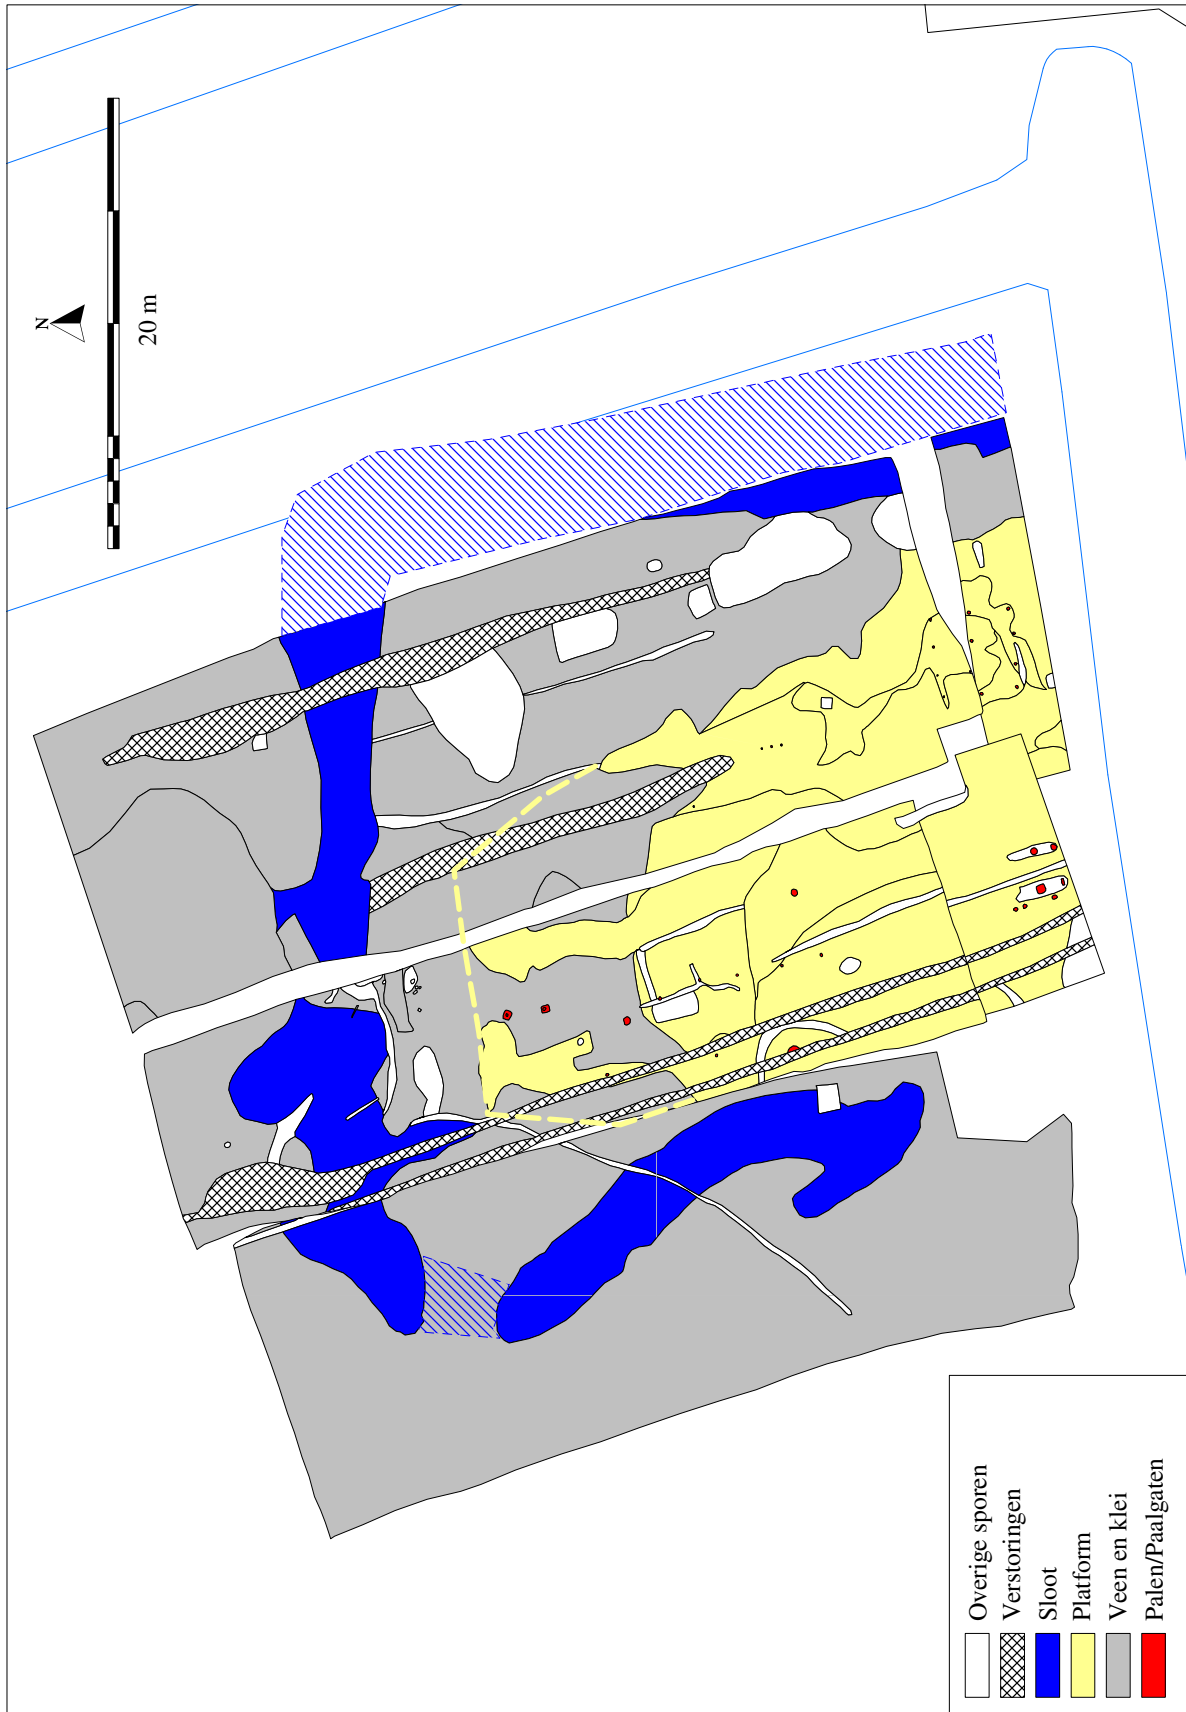 N
20 m
Overige sporen
Verstoringen
Sloot
Platform
Veen en klei
Palen/Paalgaten